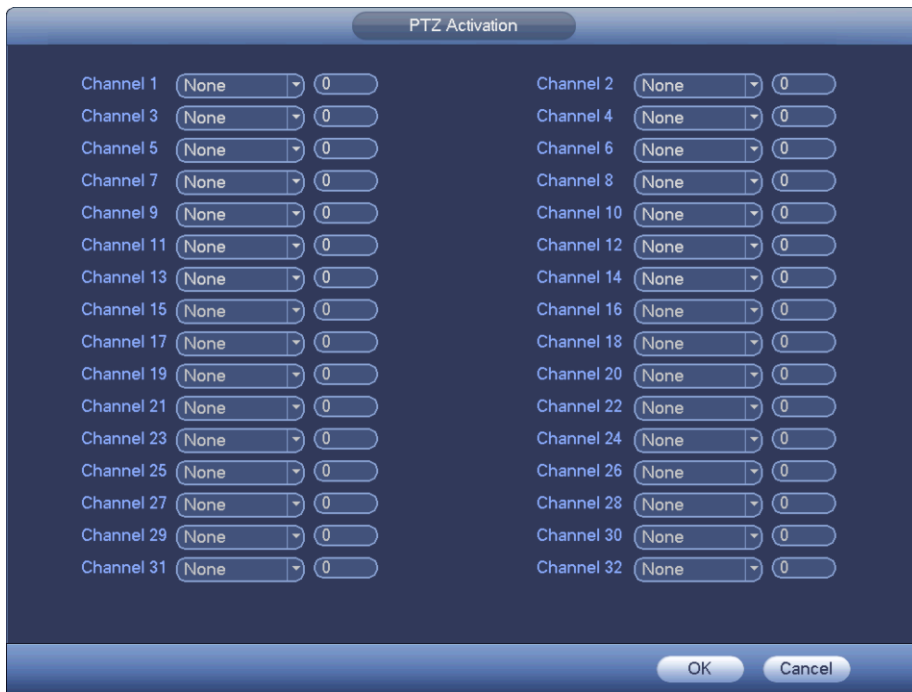 PTZ Activation
Channel 1 None 0 Channel 2 None 0
Channel 3 None 0 Channel 4 None 0
Channel 5 None 0 Channel 6 None 0
Channel 7 None 0 Channel 8 None 0
Channel 9 None 0 Channel 10 None 0
Channel 11 None 0 Channel 12 None 0
Channel 13 None 0 Channel 14 None 0
Channel 15 None 0 Channel 16 None 0
Channel 17 None 0 Channel 18 None 0
Channel 19 None 0 Channel 20 None 0
Channel 21 None 0 Channel 22 None 0
Channel 23 None 0 Channel 24 None 0
Channel 25 None 0 Channel 26 None 0
Channel 27 None 0 Channel 28 None 0
Channel 29 None 0 Channel 30 None 0
Channel 31 None 0 Channel 32 None 0
OK Cancel